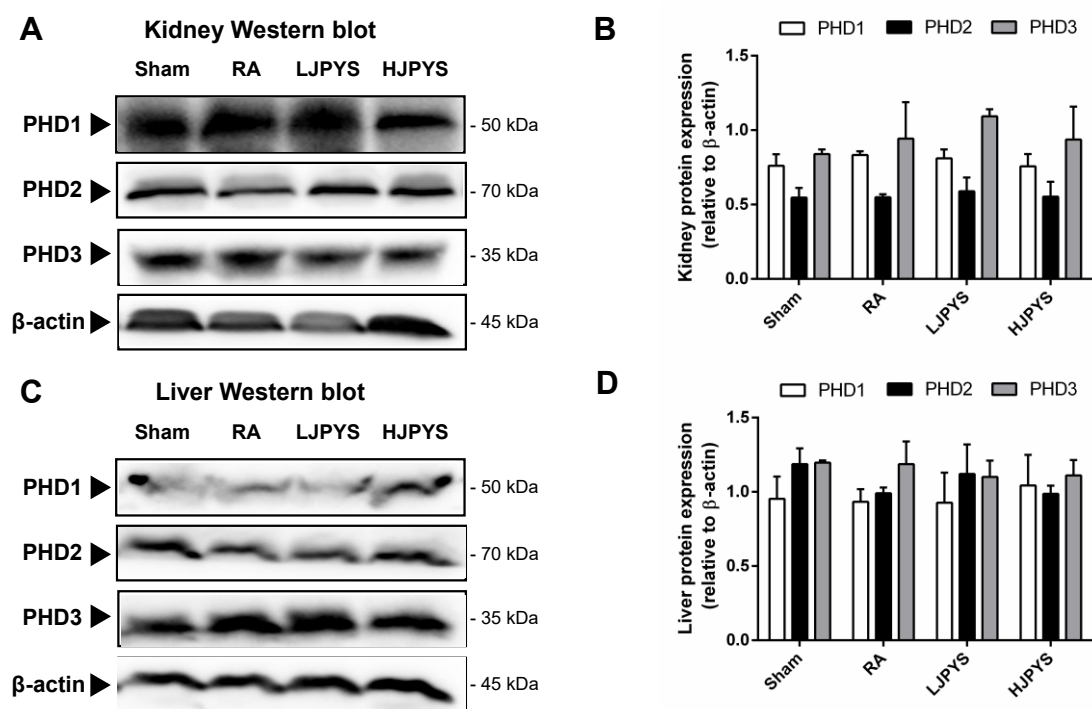 A
Kidney Western blot
Sham RA LJPYS HJPYS
PHD1 - 50 kDa
PHD2 - 70 kDa
PHD3 - 35 kDa
β-actin - 45 kDa
B
PHD1 PHD2 PHD3
Kidney protein expression
(relative to β-actin)
1.5
1.0
0.5
0.0
Sham RA LJPYS HJPYS
C
Liver Western blot
Sham RA LJPYS HJPYS
PHD1 - 50 kDa
PHD2 - 70 kDa
PHD3 - 35 kDa
β-actin - 45 kDa
D
PHD1 PHD2 PHD3
Liver protein expression
(relative to β-actin)
1.5
1.0
0.5
0.0
Sham RA LJPYS HJPYS